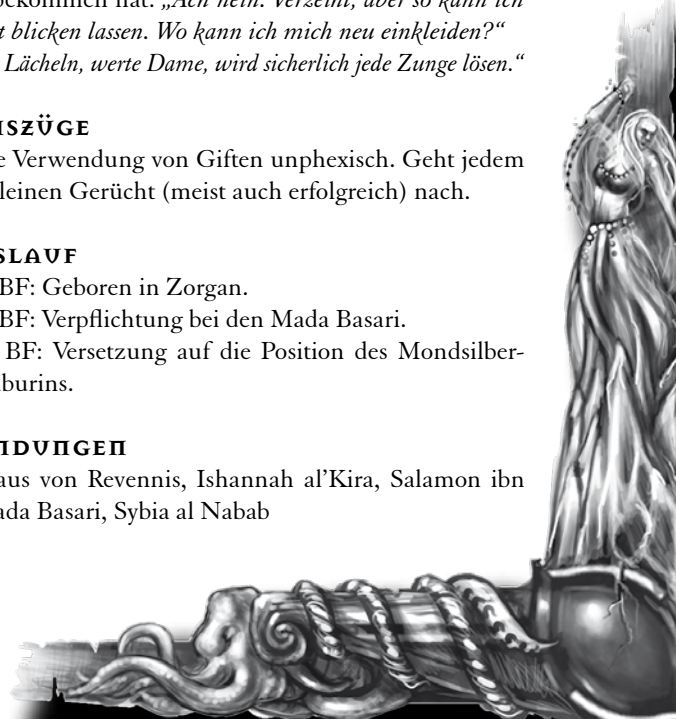 bekommen hat: „Ach nein. Verzeiht, aber so kann ich
t blicken lassen. Wo kann ich mich neu einkleiden?“
Lächeln, werte Dame, wird sicherlich jede Zunge lösen.“
NSZÜGE
e Verwendung von Giften unphexisch. Geht jedem
leinen Gerücht (meist auch erfolgreich) nach.
SLAUF
BF: Geboren in Zorgan.
BF: Verpflichtung bei den Mada Basari.
BF: Versetzung auf die Position des Mondsilber-
burins.
NDUNGEN
aus von Revennis, Ishannah al’Kira, Salamon ibn
ada Basari, Sybia al Nabab